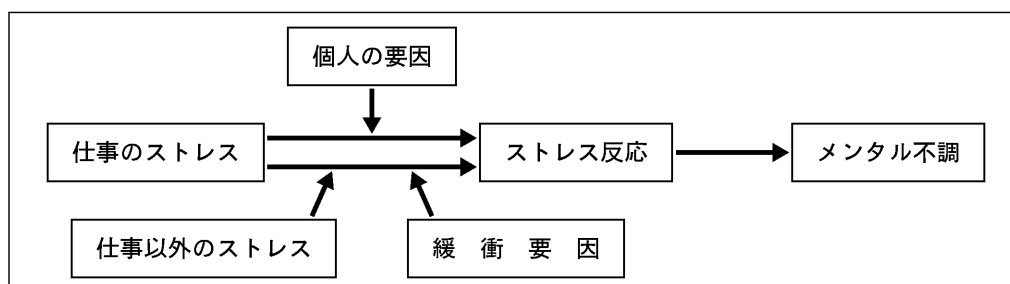 個人の要因
仕事のストレス
ストレス反応
メンタル不調
仕事以外のストレス
緩 衝 要 因